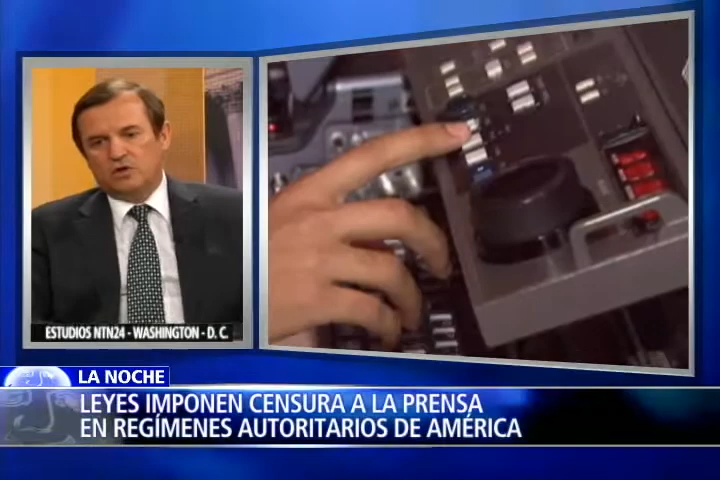 ESTUDIOS NTN24 - WASHINGTON - D. C.
LA NOCHE
LEYES IMPONEN CENSURA A LA PRENSA
EN REGÍMENES AUTORITARIOS DE AMÉRICA